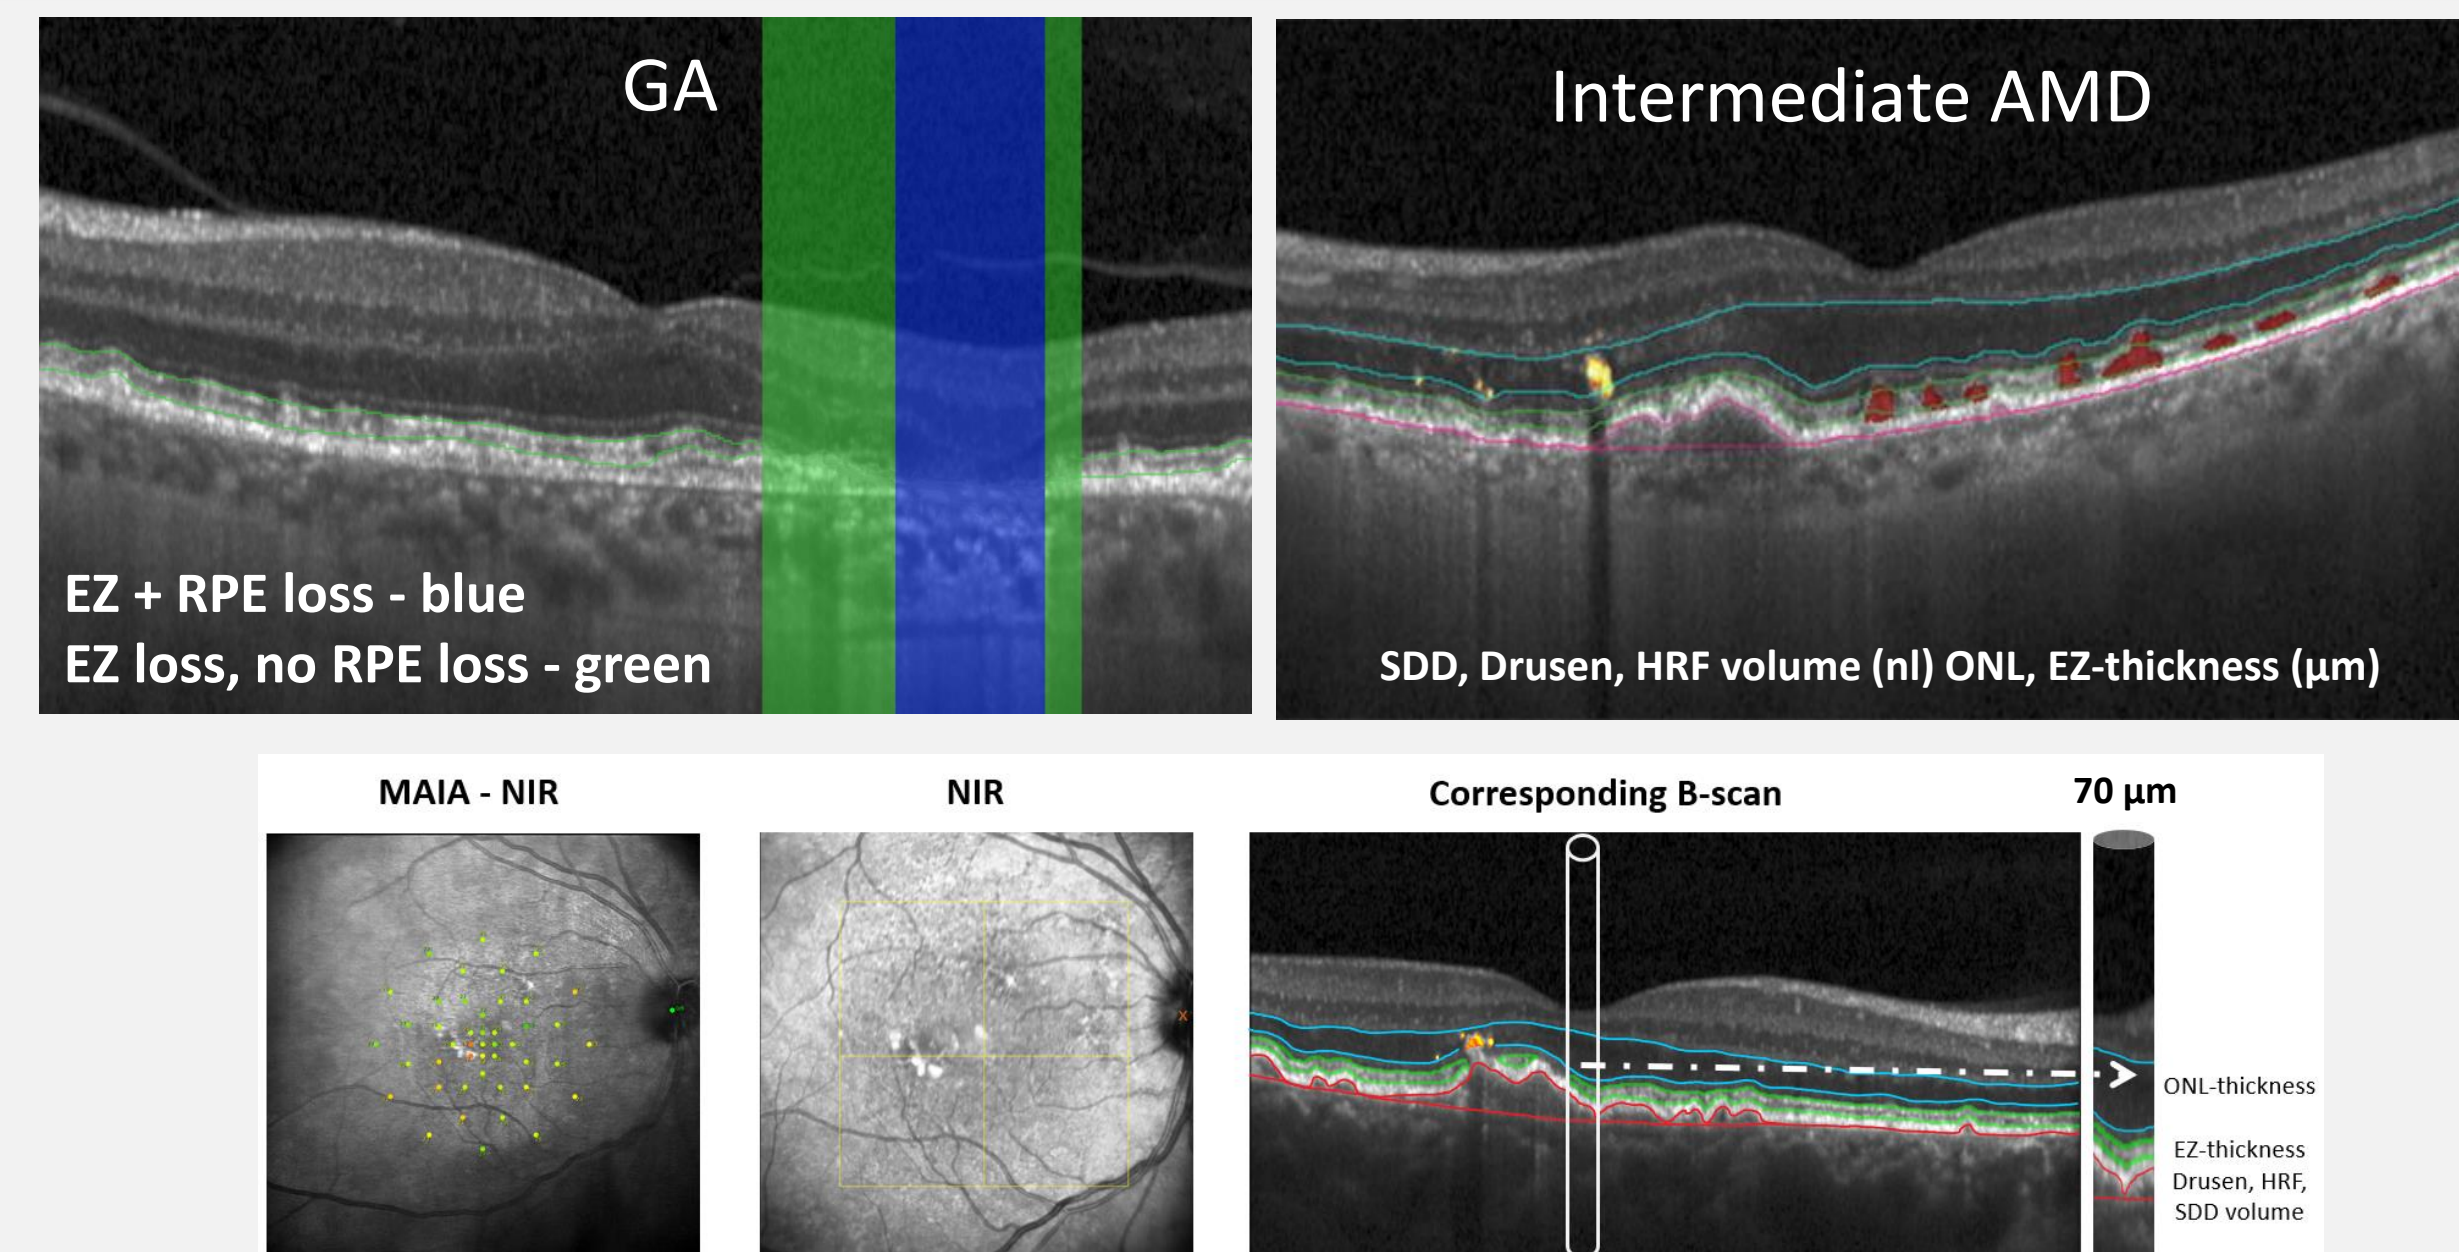 GA
EZ + RPE loss - blue
EZ loss, no RPE loss - green
Intermediate AMD
SDD, Drusen, HRF volume (nl) ONL, EZ-thickness (μm)
MAIA - NIR
NIR
Corresponding B-scan
70 μm
X
ONL-thickness
EZ-thickness
Drusen, HRF,
SDD volume